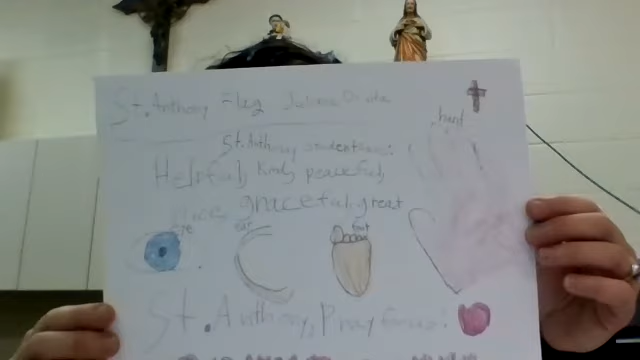 St. Anthony Flag
hand
St. Anthony students are:
Helpful, kind, peaceful,
nice, graceful, great
eye ear foot
St. Anthony, Pray for us!